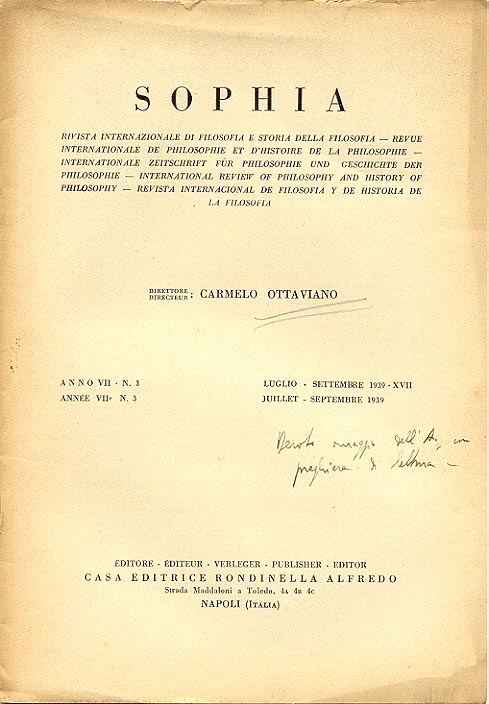 SOPHIA
RIVISTA INTERNAZIONALE DI FILOSOFIA E STORIA DELLA FILOSOFIA — REVUE
INTERNATIONALE DE PHILOSOPHIE ET D'HISTOIRE DE LA PHILOSOPHIE —
INTERNATIONALE ZEITSCHRIFT FÜR PHILOSOPHIE UND GESCHICHTE DER
PHILOSOPHIE — INTERNATIONAL REVIEW OF PHILOSOPHY AND HISTORY OF
PHILOSOPHY — REVISTA INTERNACIONAL DE FILOSOFIA Y DE HISTORIA DE
LA FILOSOFIA
DIRETTORE
DIRECTEUR : CARMELO OTTAVIANO
ANNO VII - N. 3
LUGLIO - SETTEMBRE 1939 - XVII
ANNÉE VIIe N. 3
JUILLET - SEPTEMBRE 1939
Devoto omaggio dell'A. con
preghiera di
EDITORE - ÉDITEUR - VERLEGER - PUBLISHER - EDITOR
CASA EDITRICE RONDINELLA ALFREDO
Strada Maddaloni a Toledo, 4A 4B 4C
NAPOLI (ITALIA)